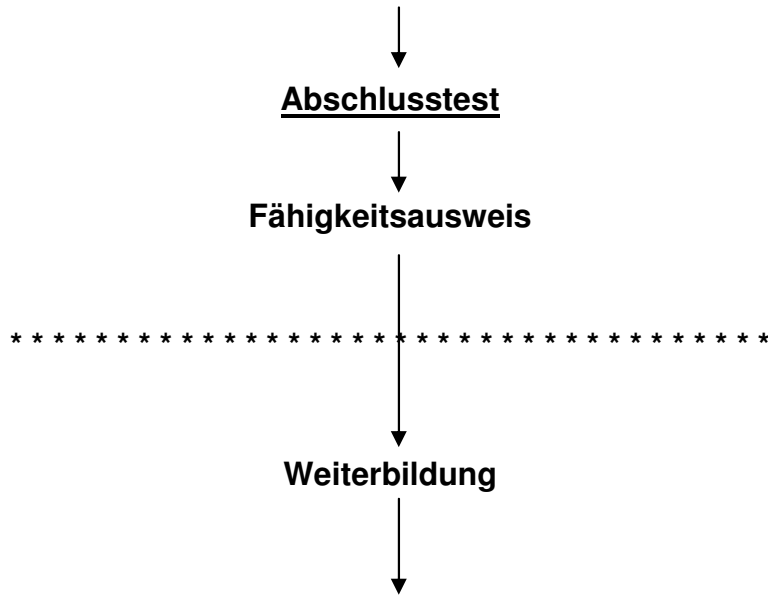 Abschlusstest
Fähigkeitsausweis
* * * * * * * * * * * * * * * * * * * * * * * * * * * * * * * * * * * *
Weiterbildung